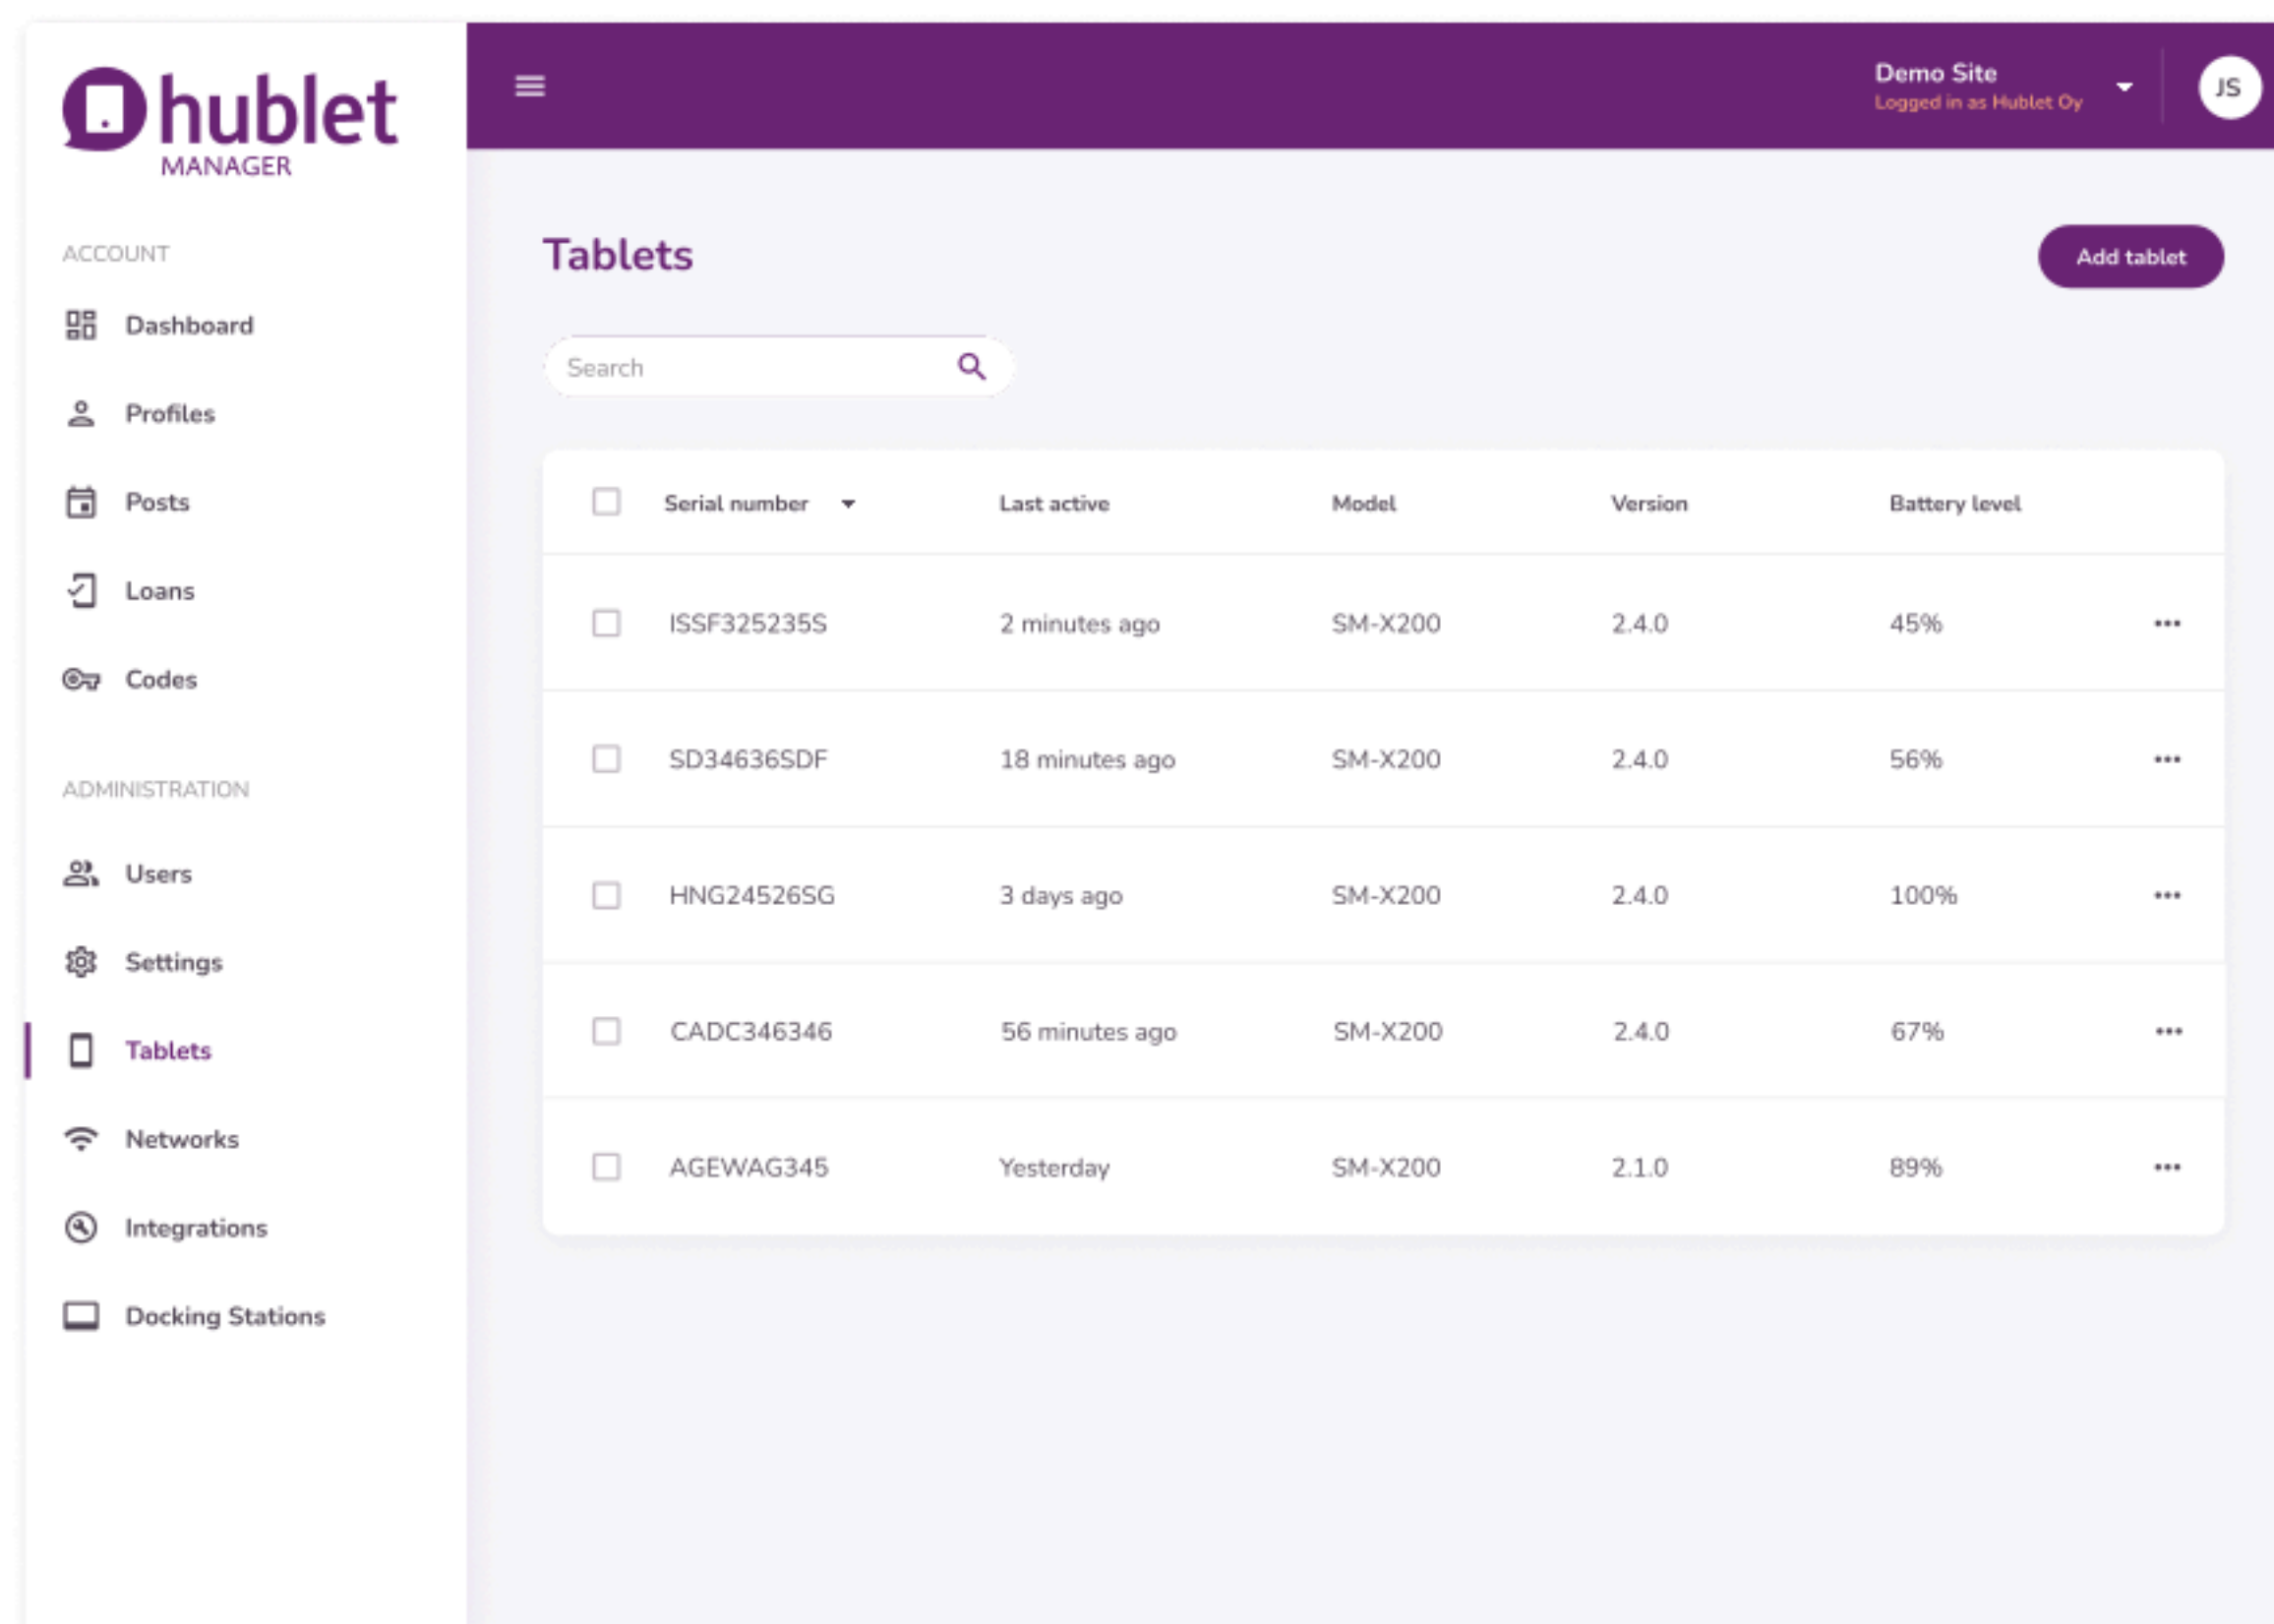 hublet
MANAGER
Demo Site
Logged in as Hublet Oy
JS
ACCOUNT
Dashboard
Profiles
Posts
Loans
Codes
ADMINISTRATION
Users
Settings
Tablets
Networks
Integrations
Docking Stations
Tablets
Add tablet
Search
Serial number Last active Model Version Battery level
ISSF325235S 2 minutes ago SM-X200 2.4.0 45%
SD34636SDF 18 minutes ago SM-X200 2.4.0 56%
HNG24526SG 3 days ago SM-X200 2.4.0 100%
CADC346346 56 minutes ago SM-X200 2.4.0 67%
AGEWAG345 Yesterday SM-X200 2.1.0 89%